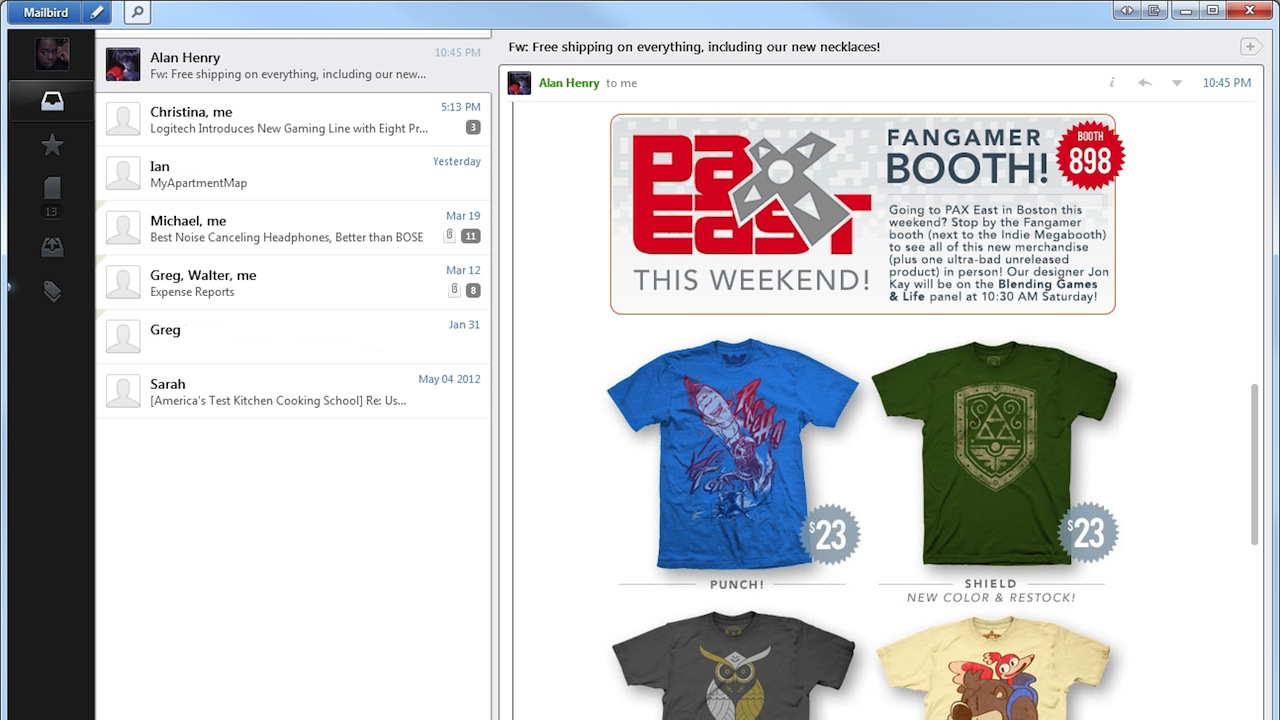 Mailbird
13
Alan Henry
10:45 PM
Fw: Free shipping on everything, including our new...
Christina, me
5:13 PM
Logitech Introduces New Gaming Line with Eight Pr...
3
Ian
Yesterday
MyApartmentMap
Michael, me
Mar 19
Best Noise Canceling Headphones, Better than BOSE
11
Greg, Walter, me
Mar 12
Expense Reports
8
Greg
Jan 31
Sarah
May 04 2012
[America's Test Kitchen Cooking School] Re: Us...
Fw: Free shipping on everything, including our new necklaces!
Alan Henry to me
10:45 PM
PAX
EAST
THIS WEEKEND!
FANGAMER
BOOTH!
BOOTH
898
Going to PAX East in Boston this
weekend? Stop by the Fangamer
booth (next to the Indie Megabooth)
to see all of this new merchandise
(plus one ultra-bad unreleased
product) in person! Our designer Jon
Kay will be on the Blending Games
& Life panel at 10:30 AM Saturday!
$23
PUNCH!
$23
SHIELD
NEW COLOR & RESTOCK!